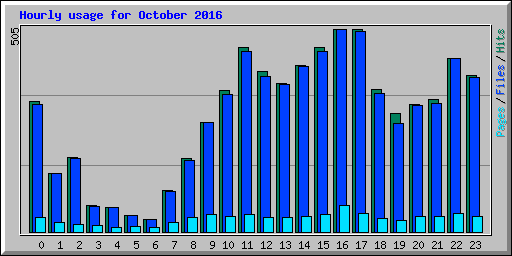 Hourly usage for October 2016
505
Pages/Files/Hits
0 1 2 3 4 5 6 7 8 9 10 11 12 13 14 15 16 17 18 19 20 21 22 23